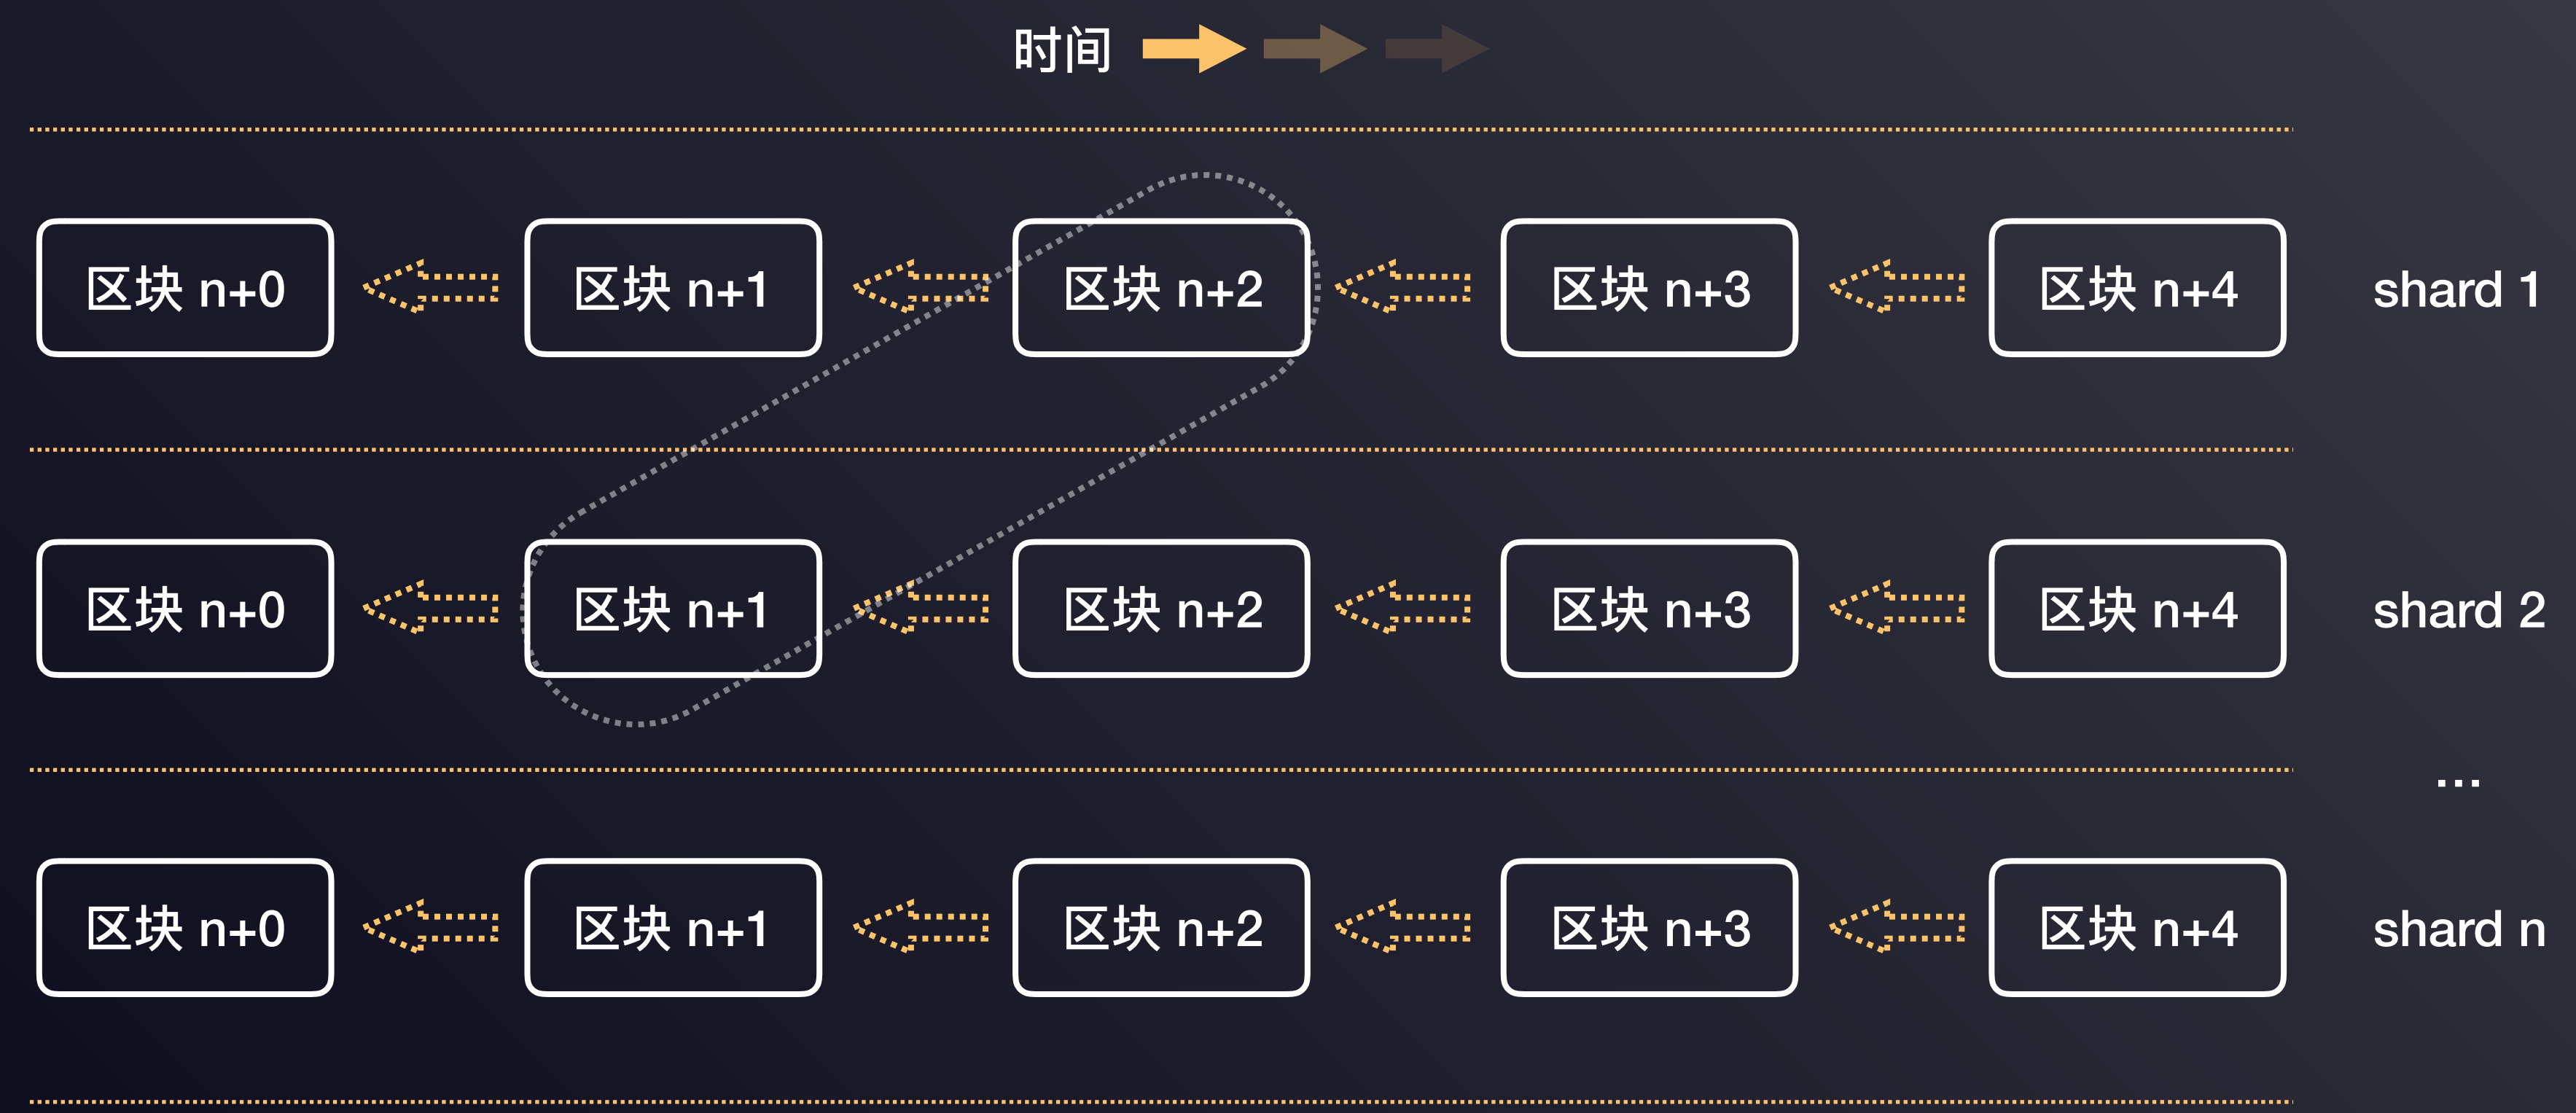 时间
区块 n+0 区块 n+1 区块 n+2 区块 n+3 区块 n+4 shard 1
区块 n+0 区块 n+1 区块 n+2 区块 n+3 区块 n+4 shard 2
...
区块 n+0 区块 n+1 区块 n+2 区块 n+3 区块 n+4 shard n